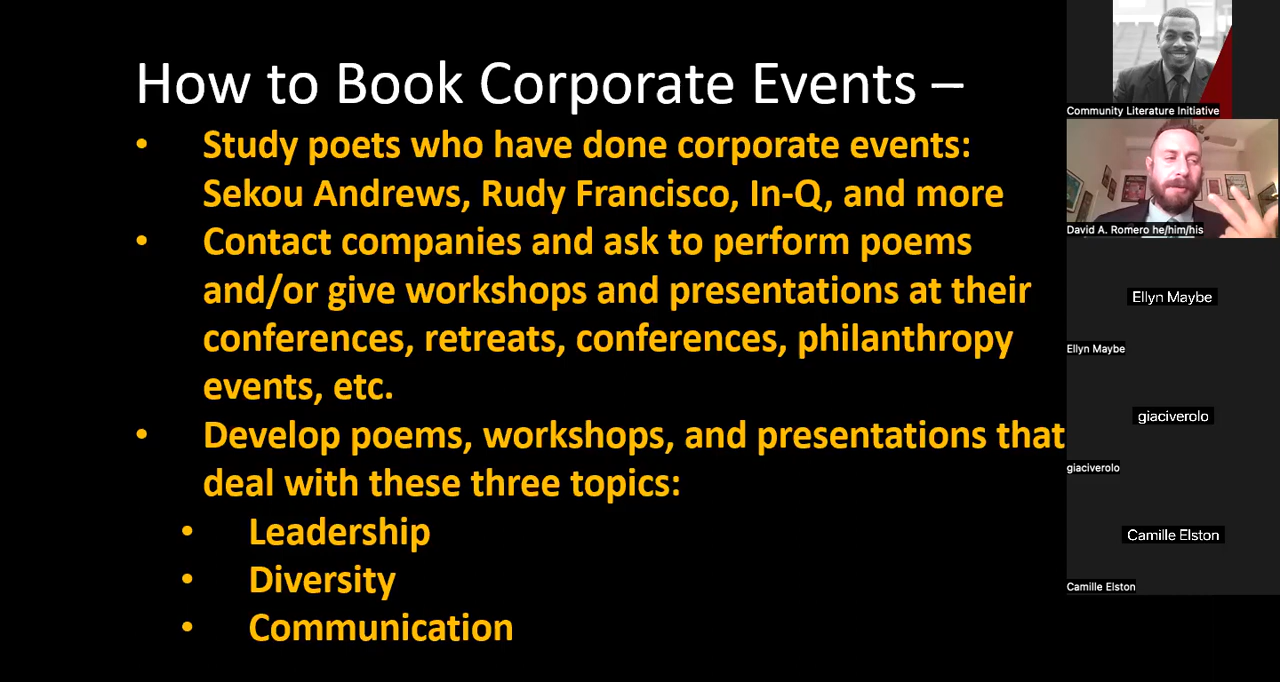 How to Book Corporate Events –
• Study poets who have done corporate events:
Sekou Andrews, Rudy Francisco, In-Q, and more
• Contact companies and ask to perform poems
and/or give workshops and presentations at their
conferences, retreats, conferences, philanthropy
events, etc.
• Develop poems, workshops, and presentations that
deal with these three topics:
• Leadership
• Diversity
• Communication
Community Literature Initiative
David A. Romero he/him/his
Ellyn Maybe
Ellyn Maybe
giaciverolo
giaciverolo
Camille Elston
Camille Elston